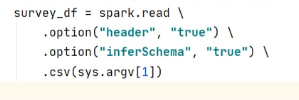 survey_df = spark.read \
    .option("header", "true") \
    .option("inferSchema", "true") \
    .csv(sys.argv[1])